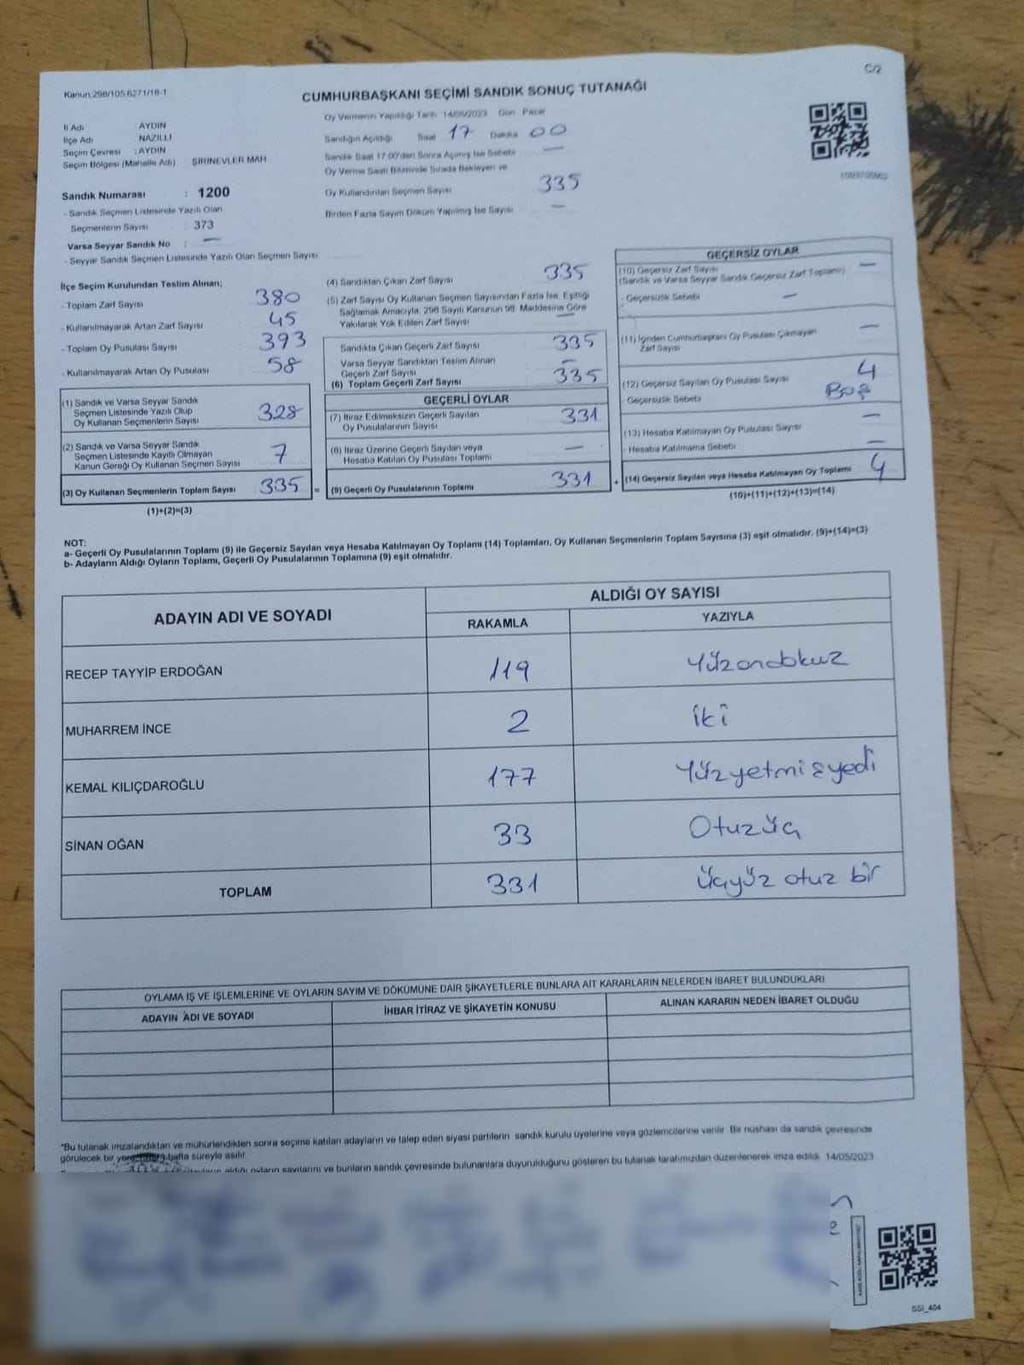 C/2
Kanun 298/105 6271/18-1
CUMHURBAŞKANI SEÇİMİ SANDIK SONUÇ TUTANAĞI
Oy Vermenin Yapıldığı Tarih 14/05/2023 Gün Pazar
İl Adı AYDIN
İlçe Adı NAZİLLİ
Seçim Çevresi : AYDIN
Seçim Bölgesi (Mahalle Adı) ŞİRİNEVLER MAH
Sandığın Açıldığı Saat 17 Dakika 00
Sandık Saat 17:00'den Sonra Açılmış İse Sebebi —
Oy Verme Saati Bitiminde Sırada Bekleyen ve
Oy Kullandırılan Seçmen Sayısı 335
Birden Fazla Sayım Döküm Yapılmış İse Sayısı —
Sandık Numarası : 1200
- Sandık Seçmen Listesinde Yazılı Olan
Seçmenlerin Sayısı : 373
Varsa Seyyar Sandık No : —
- Seyyar Sandık Seçmen Listesinde Yazılı Olan Seçmen Sayısı
İlçe Seçim Kurulundan Teslim Alınan;
- Toplam Zarf Sayısı 380
- Kullanılmayarak Artan Zarf Sayısı 45
- Toplam Oy Pusulası Sayısı 393
- Kullanılmayarak Artan Oy Pusulası 58
(1) Sandık ve Varsa Seyyar Sandık
Seçmen Listesinde Yazılı Olup
Oy Kullanan Seçmenlerin Sayısı 328
(2) Sandık ve Varsa Seyyar Sandık
Seçmen Listesinde Kayıtlı Olmayan
Kanun Gereği Oy Kullanan Seçmen Sayısı 7
(3) Oy Kullanan Seçmenlerin Toplam Sayısı 335 =
(1)+(2)=(3)
(4) Sandıktan Çıkan Zarf Sayısı 335
(5) Zarf Sayısı Oy Kullanan Seçmen Sayısından Fazla İse, Eşitliği
Sağlamak Amacıyla, 298 Sayılı Kanunun 98. Maddesine Göre
Yakılarak Yok Edilen Zarf Sayısı —
Sandıkta Çıkan Geçerli Zarf Sayısı 335
Varsa Seyyar Sandıktan Teslim Alınan
Geçerli Zarf Sayısı —
(6) Toplam Geçerli Zarf Sayısı 335
GEÇERLİ OYLAR
(7) İtiraz Edilmeksizin Geçerli Sayılan
Oy Pusulalarının Sayısı 331
(8) İtiraz Üzerine Geçerli Sayılan veya
Hesaba Katılan Oy Pusulası Toplamı —
(9) Geçerli Oy Pusulalarının Toplamı 331 +
GEÇERSİZ OYLAR
(10) Geçersiz Zarf Sayısı —
(Sandık ve Varsa Seyyar Sandık Geçersiz Zarf Toplamı)
- Geçersizlik Sebebi —
(11) İçinden Cumhurbaşkanı Oy Pusulası Çıkmayan
Zarf Sayısı —
(12) Geçersiz Sayılan Oy Pusulası Sayısı 4
Geçersizlik Sebebi Boş
(13) Hesaba Katılmayan Oy Pusulası Sayısı —
- Hesaba Katılmama Sebebi —
(14) Geçersiz Sayılan veya Hesaba Katılmayan Oy Toplamı 4
(10)+(11)+(12)+(13)=(14)
NOT:
a- Geçerli Oy Pusulalarının Toplamı (9) ile Geçersiz Sayılan veya Hesaba Katılmayan Oy Toplamı (14) Toplamları, Oy Kullanan Seçmenlerin Toplam Sayısına (3) eşit olmalıdır. (9)+(14)=(3)
b- Adayların Aldığı Oyların Toplamı, Geçerli Oy Pusulalarının Toplamına (9) eşit olmalıdır.
ADAYIN ADI VE SOYADI
ALDIĞI OY SAYISI
RAKAMLA YAZIYLA
RECEP TAYYİP ERDOĞAN 119 Yüzondokuz
MUHARREM İNCE 2 İki
KEMAL KILIÇDAROĞLU 177 Yüzyetmişyedi
SİNAN OĞAN 33 Otuzüç
TOPLAM 331 Üçyüz otuz bir
OYLAMA İŞ VE İŞLEMLERİNE VE OYLARIN SAYIM VE DÖKÜMÜNE DAİR ŞİKAYETLERLE BUNLARA AİT KARARLARIN NELERDEN İBARET BULUNDUKLARI
ADAYIN ADI VE SOYADI İHBAR İTİRAZ VE ŞİKAYETİN KONUSU ALINAN KARARIN NEDEN İBARET OLDUĞU
*Bu tutanak imzalandıktan ve mühürlendikten sonra seçime katılan adayların ve talep eden siyasi partilerin sandık kurulu üyelerine veya gözlemcilerine verilir. Bir nüshası da sandık çevresinde
görülecek bir yere hafta süreyle asılır.
aldığı oyların sayılarını ve bunların sandık çevresinde bulunanlara duyurulduğunu gösteren bu tutanak tarafımızdan düzenlenerek imza edildi. 14/05/2023
SSI_404